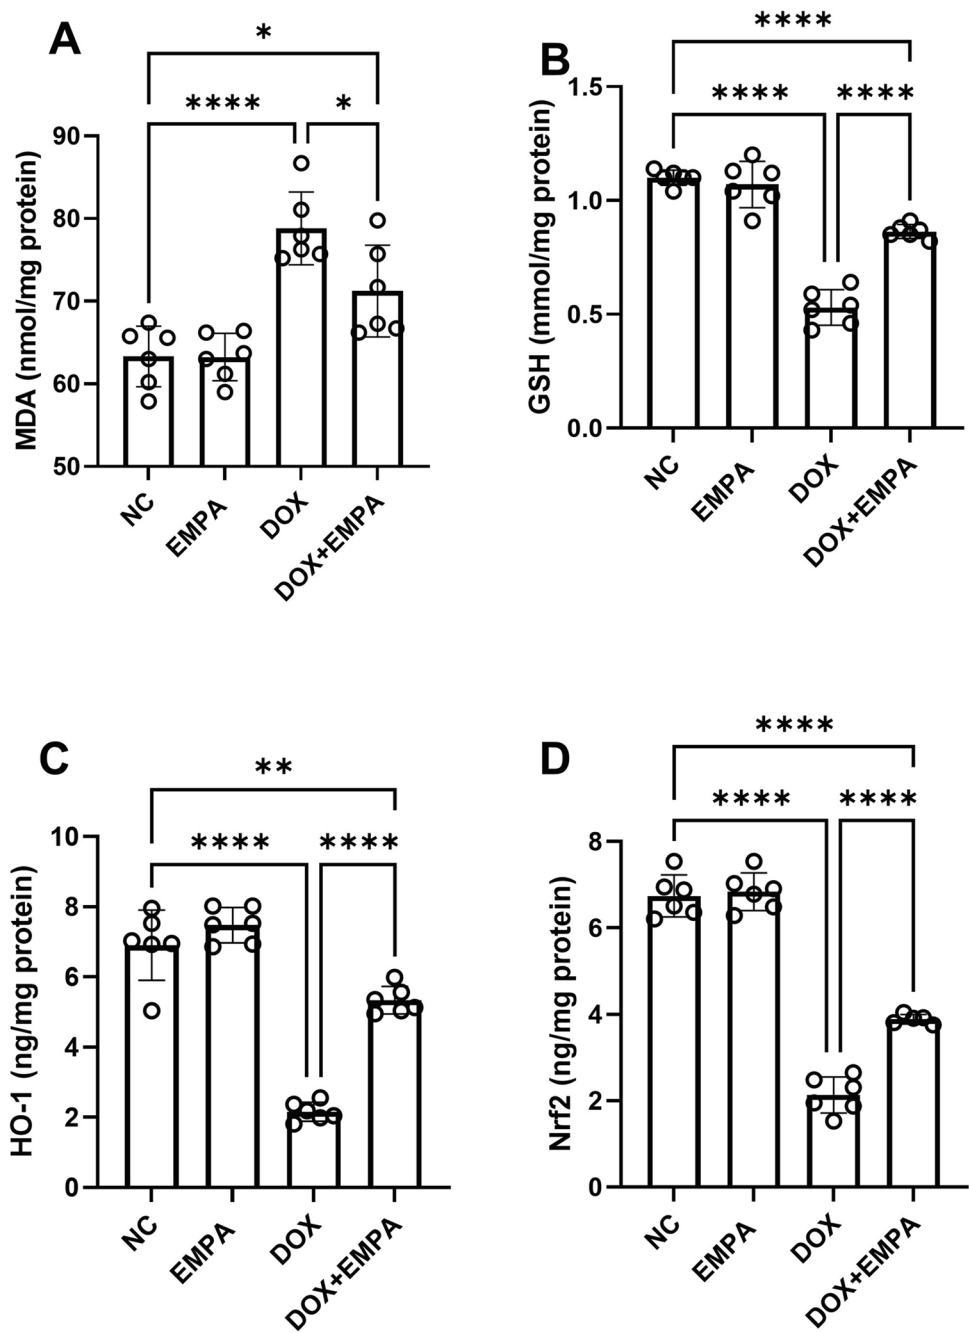 A
*
**** *
MDA (nmol/mg protein)
90
80
70
60
50
NC
EMPA
DOX
DOX+EMPA
B
****
**** ****
GSH (mmol/mg protein)
1.5
1.0
0.5
0.0
NC
EMPA
DOX
DOX+EMPA
C
**
**** ****
HO-1 (ng/mg protein)
10
8
6
4
2
0
NC
EMPA
DOX
DOX+EMPA
D
****
**** ****
Nrf2 (ng/mg protein)
8
6
4
2
0
NC
EMPA
DOX
DOX+EMPA